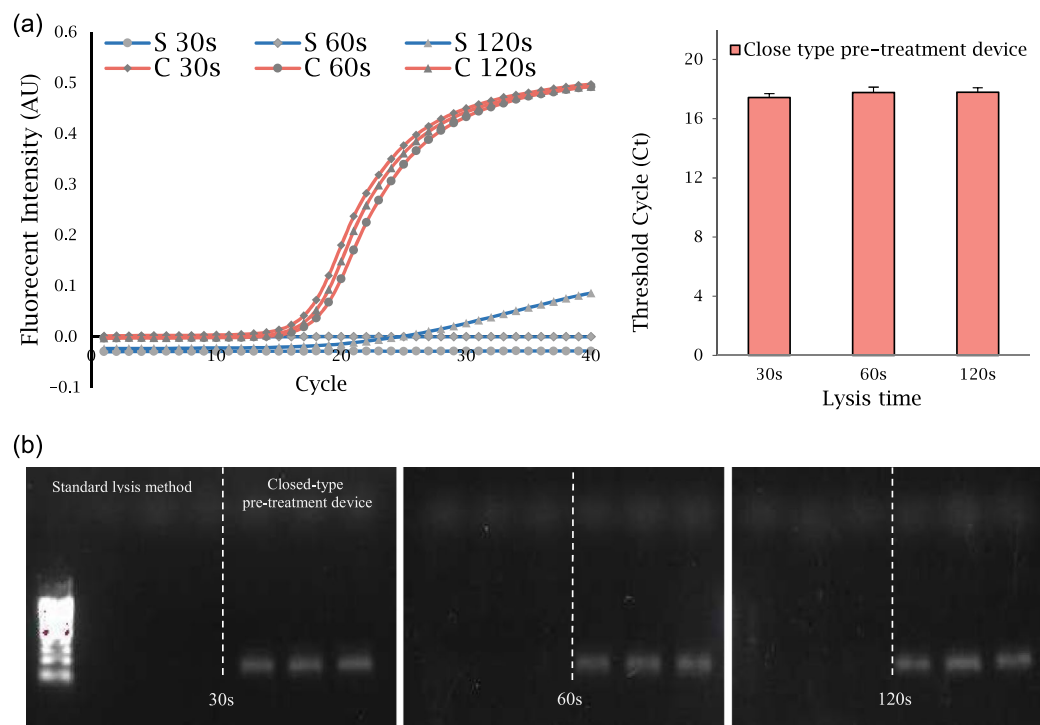 (a)
S 30s S 60s S 120s
C 30s C 60s C 120s
Fluorecent Intensity (AU)
0.6
0.5
0.4
0.3
0.2
0.1
0.0
-0.1
0 10 20 30 40
Cycle
Close type pre-treatment device
Threshold Cycle (Ct)
20
16
12
8
4
0
30s 60s 120s
Lysis time
(b)
Standard lysis method
Closed-type
pre-treatment device
30s
60s
120s